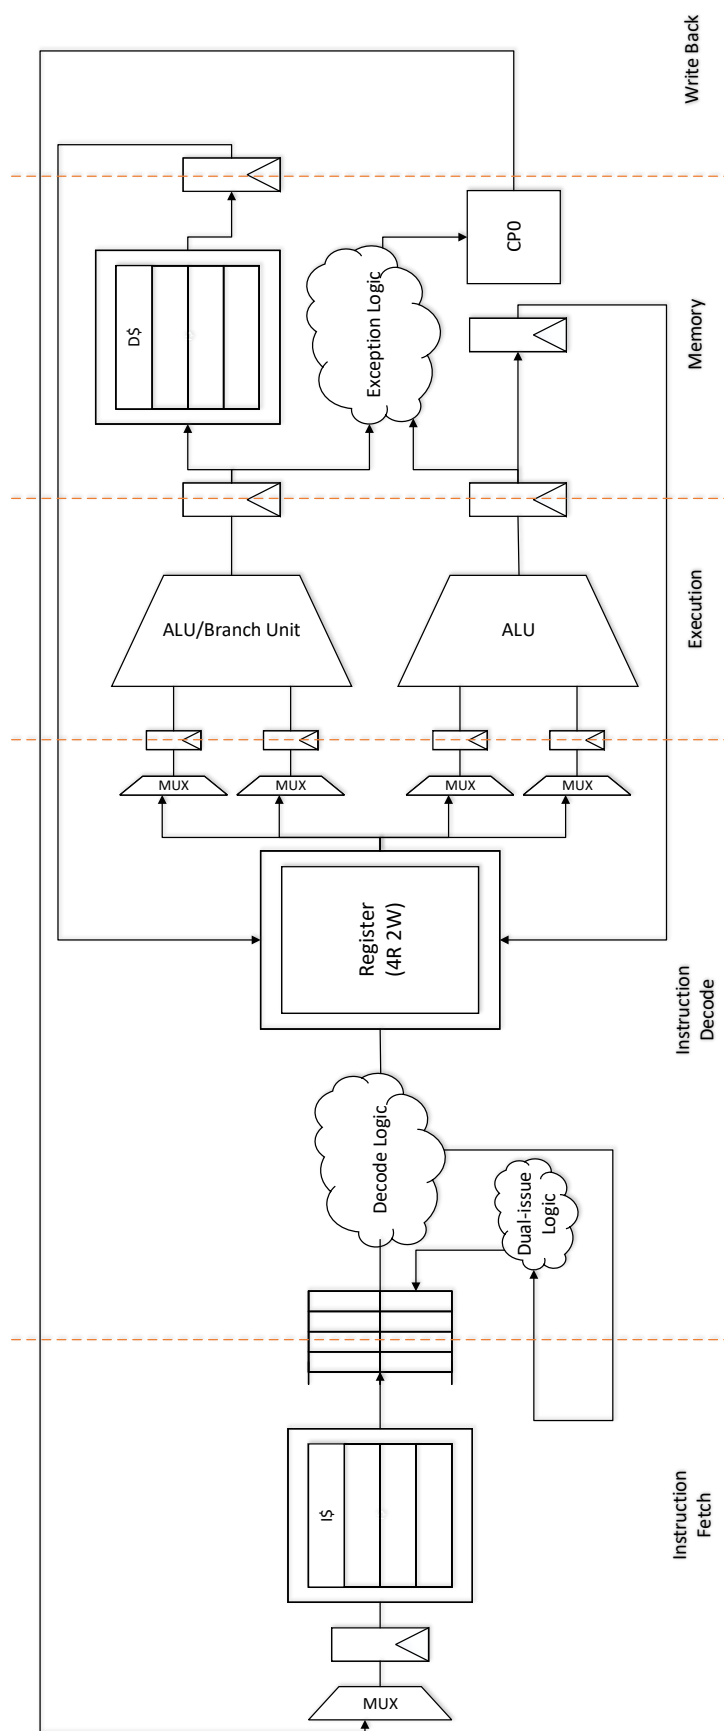 Write Back
CP0
D$
Exception Logic
Memory
Execution
ALU/Branch Unit
ALU
MUX
MUX
MUX
MUX
Register
(4R 2W)
Instruction
Decode
Decode Logic
Dual-issue
Logic
I$
Instruction
Fetch
MUX